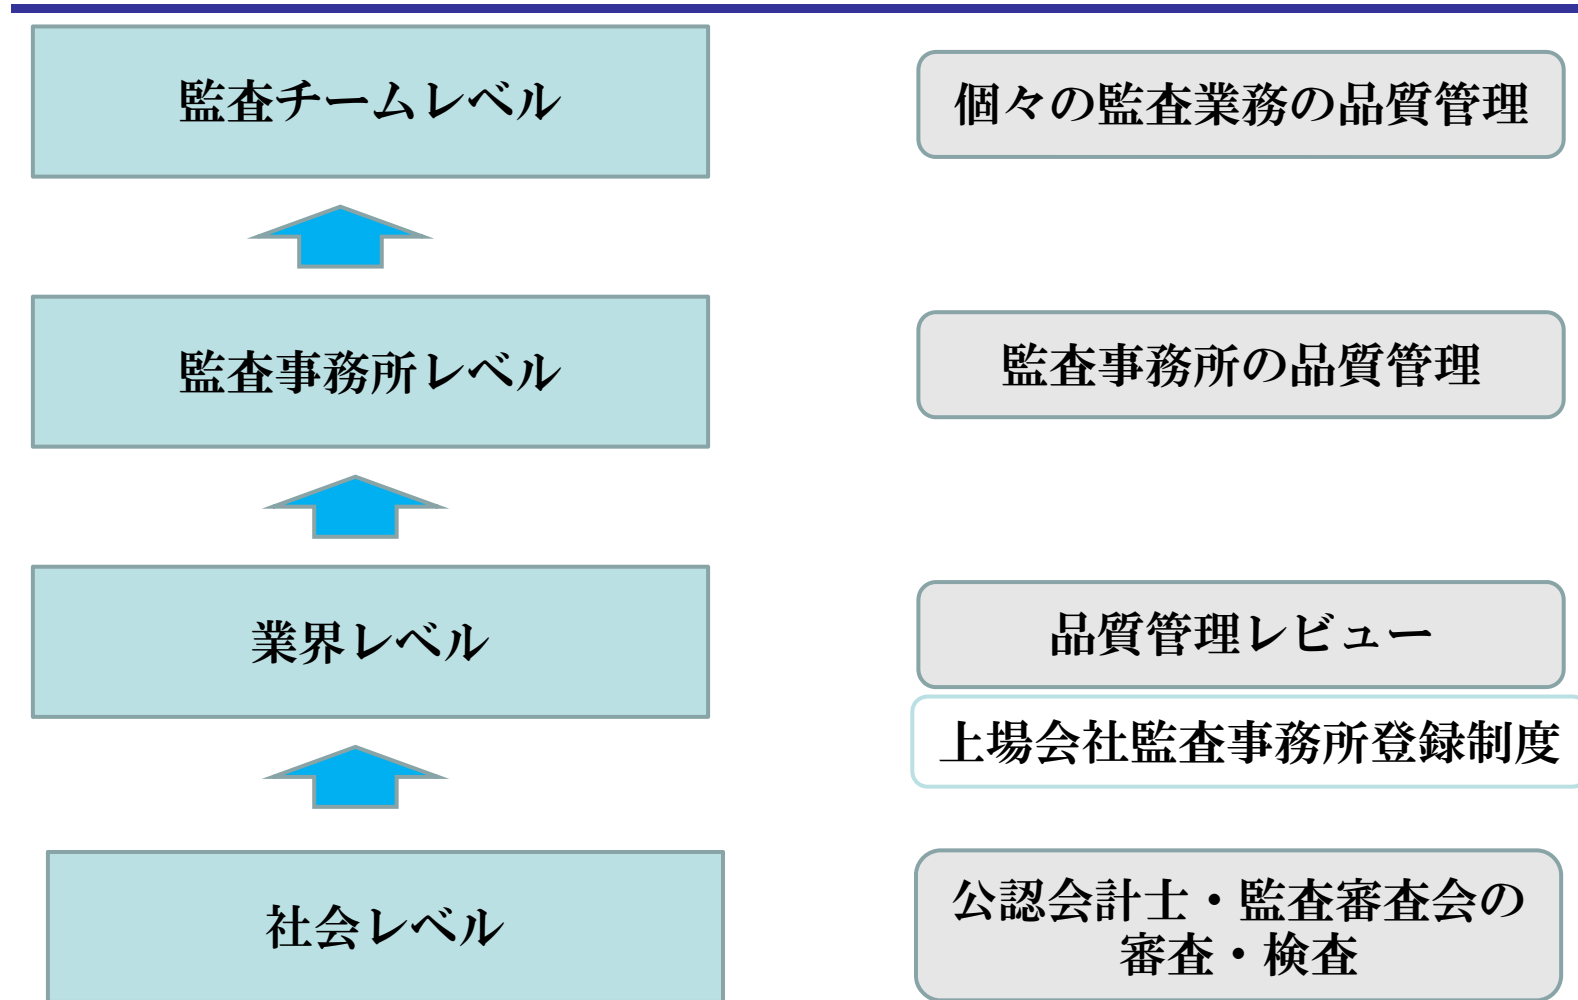 監査チームレベル
個々の監査業務の品質管理
監査事務所レベル
監査事務所の品質管理
業界レベル
品質管理レビュー
上場会社監査事務所登録制度
社会レベル
公認会計士・監査審査会の
審査・検査